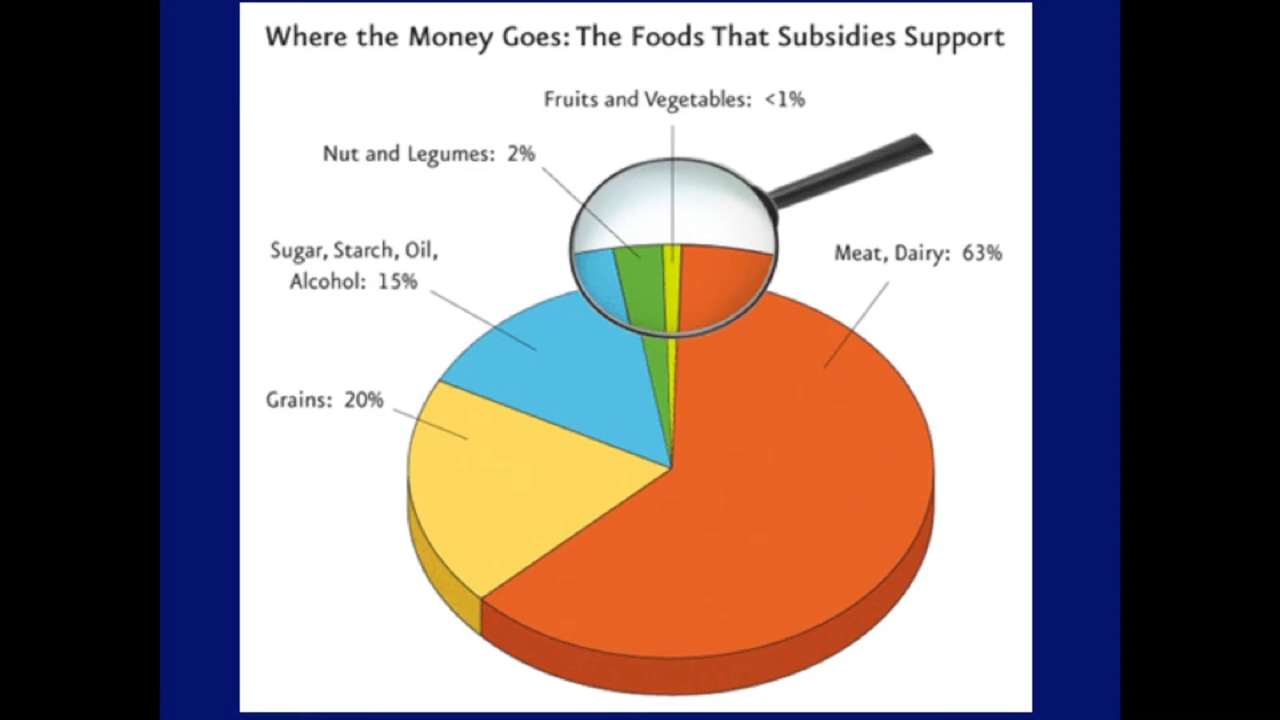 Where the Money Goes: The Foods That Subsidies Support
Fruits and Vegetables: <1%
Nut and Legumes: 2%
Sugar, Starch, Oil,
Alcohol: 15%
Meat, Dairy: 63%
Grains: 20%